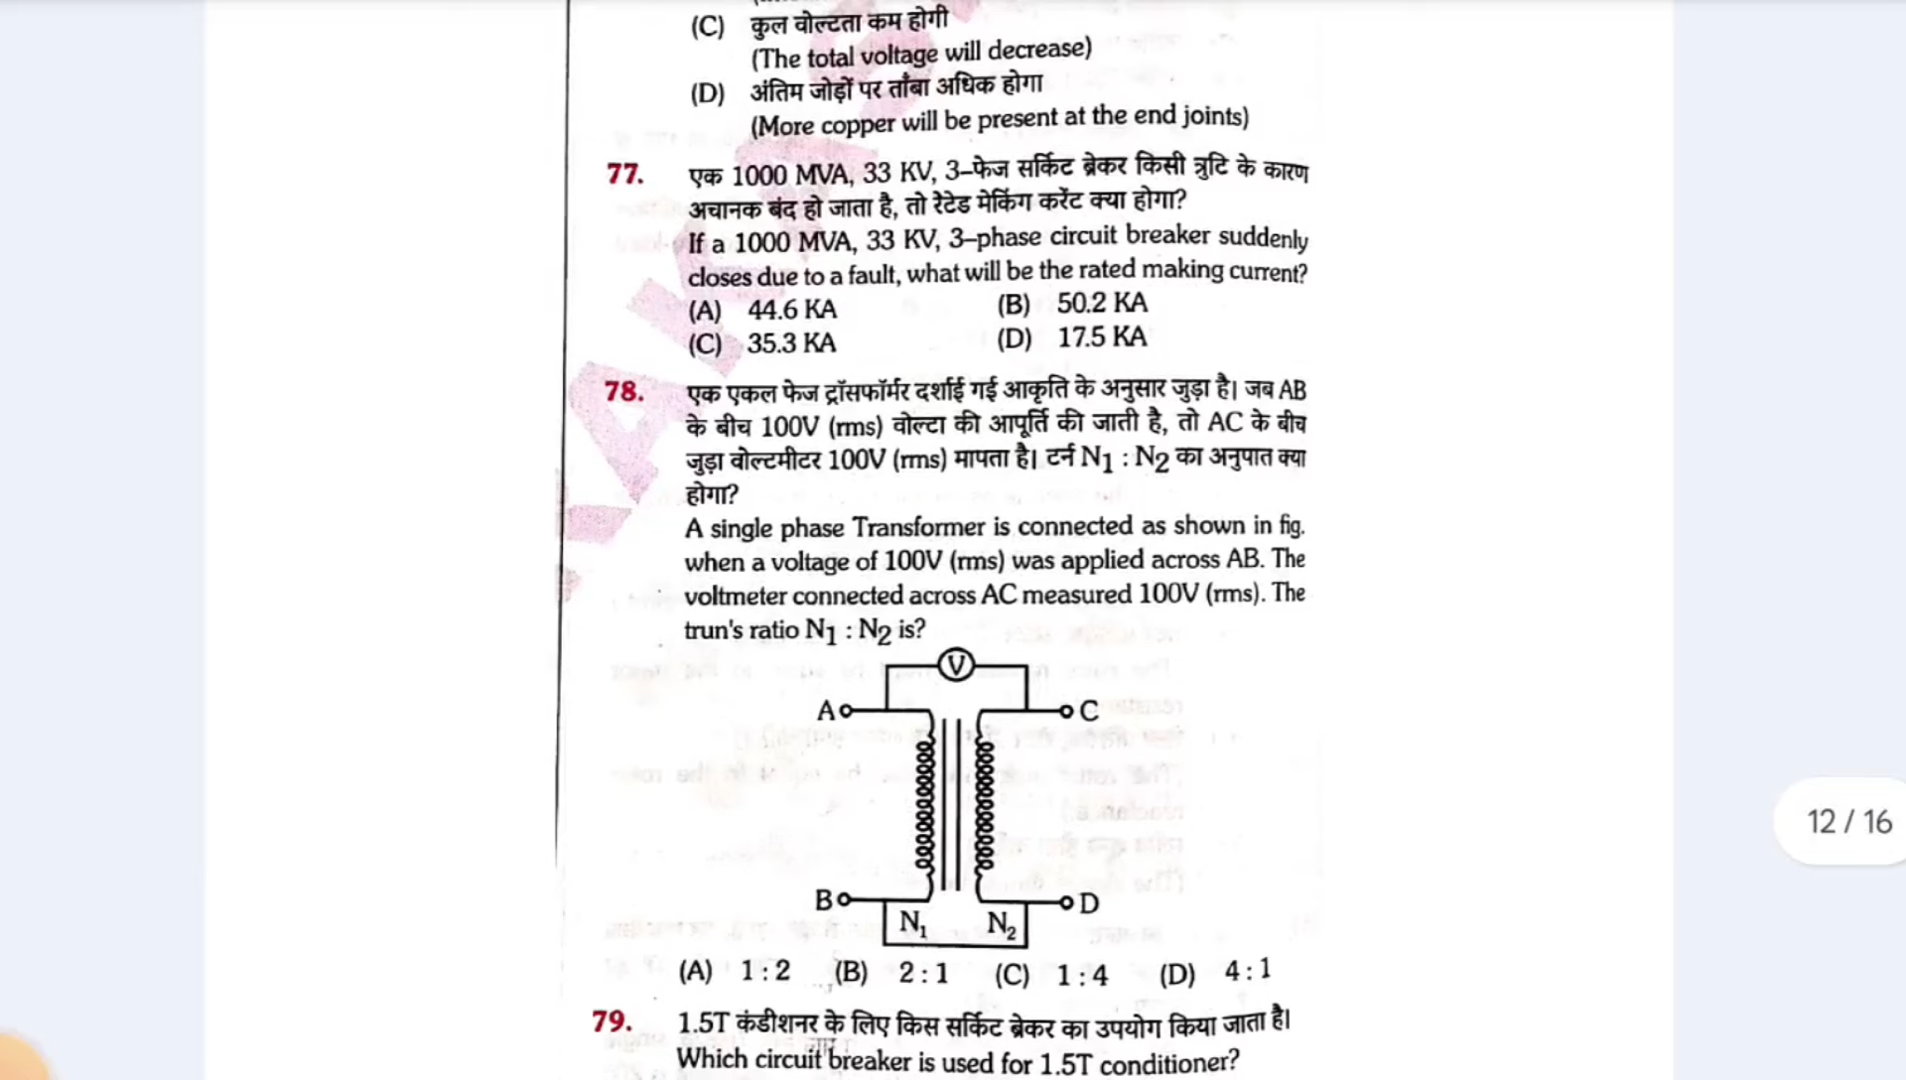 (C) कुल वोल्टता कम होगी
(The total voltage will decrease)
(D) अंतिम जोड़ों पर ताँबा अधिक होगा
(More copper will be present at the end joints)
77. एक 1000 MVA, 33 KV, 3-फेज सर्किट ब्रेकर किसी त्रुटि के कारण
अचानक बंद हो जाता है, तो रेटेड मेकिंग करेंट क्या होगा?
If a 1000 MVA, 33 KV, 3-phase circuit breaker suddenly
closes due to a fault, what will be the rated making current?
(A) 44.6 KA (B) 50.2 KA
(C) 35.3 KA (D) 17.5 KA
78. एक एकल फेज ट्रॉसफॉर्मर दर्शाई गई आकृति के अनुसार जुड़ा है। जब AB
के बीच 100V (rms) वोल्टा की आपूर्ति की जाती है, तो AC के बीच
जुड़ा वोल्टमीटर 100V (rms) मापता है। टर्न N1 : N2 का अनुपात क्या
होगा?
A single phase Transformer is connected as shown in fig.
when a voltage of 100V (rms) was applied across AB. The
voltmeter connected across AC measured 100V (rms). The
trun's ratio N1 : N2 is?
V
A C
B D
N1 N2
(A) 1 : 2 (B) 2 : 1 (C) 1 : 4 (D) 4 : 1
79. 1.5T कंडीशनर के लिए किस सर्किट ब्रेकर का उपयोग किया जाता है।
Which circuit breaker is used for 1.5T conditioner?
12 / 16